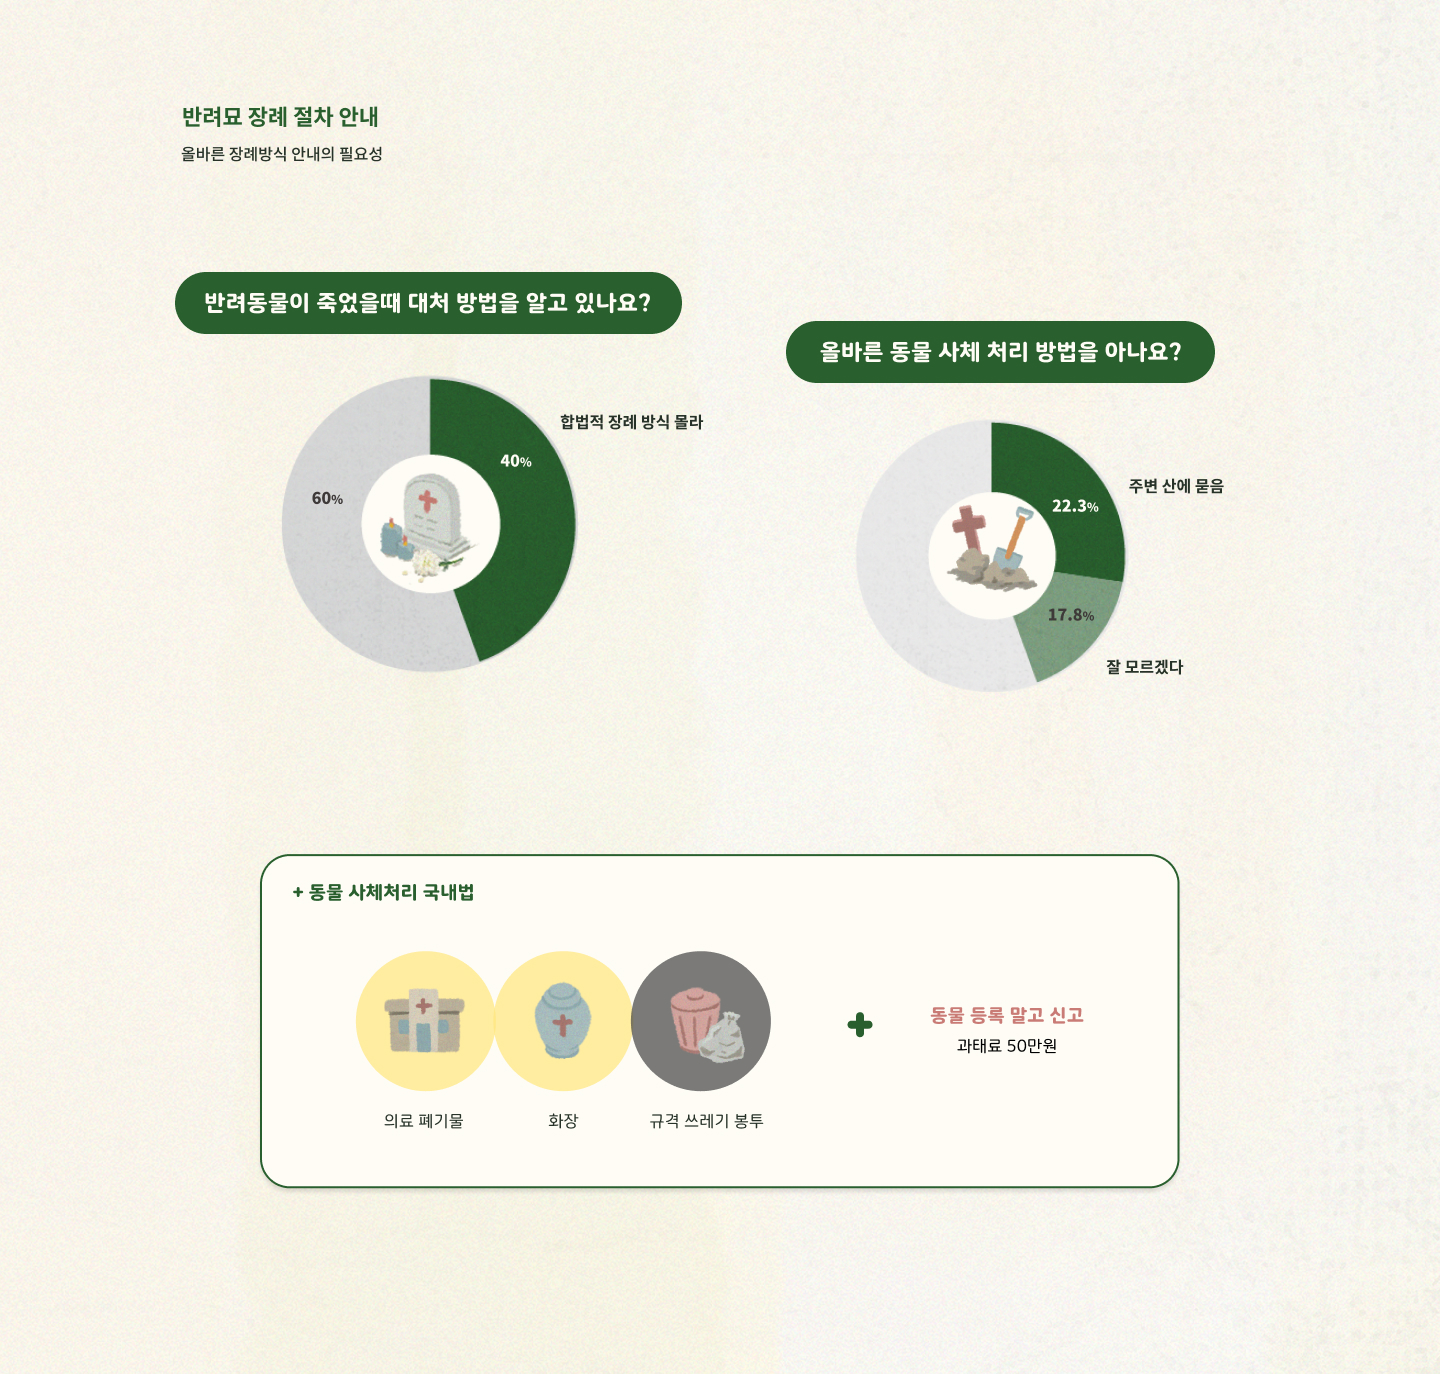 반려묘 장례 절차 안내
올바른 장례방식 안내의 필요성
반려동물이 죽었을때 대처 방법을 알고 있나요?
합법적 장례 방식 몰라
40%
60%
올바른 동물 사체 처리 방법을 아나요?
주변 산에 묻음
22.3%
17.8%
잘 모르겠다
+ 동물 사체처리 국내법
의료 폐기물
화장
규격 쓰레기 봉투
동물 등록 말고 신고
과태료 50만원